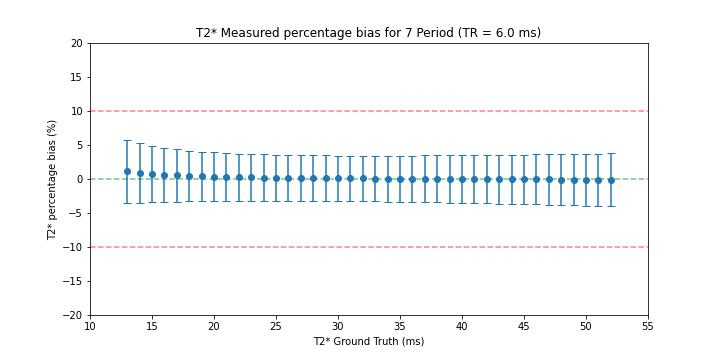 T2* Measured percentage bias for 7 Period (TR = 6.0 ms)
20
15
10
5
0
−5
−10
−15
−20
T2* percentage bias (%)
10 15 20 25 30 35 40 45 50 55
T2* Ground Truth (ms)